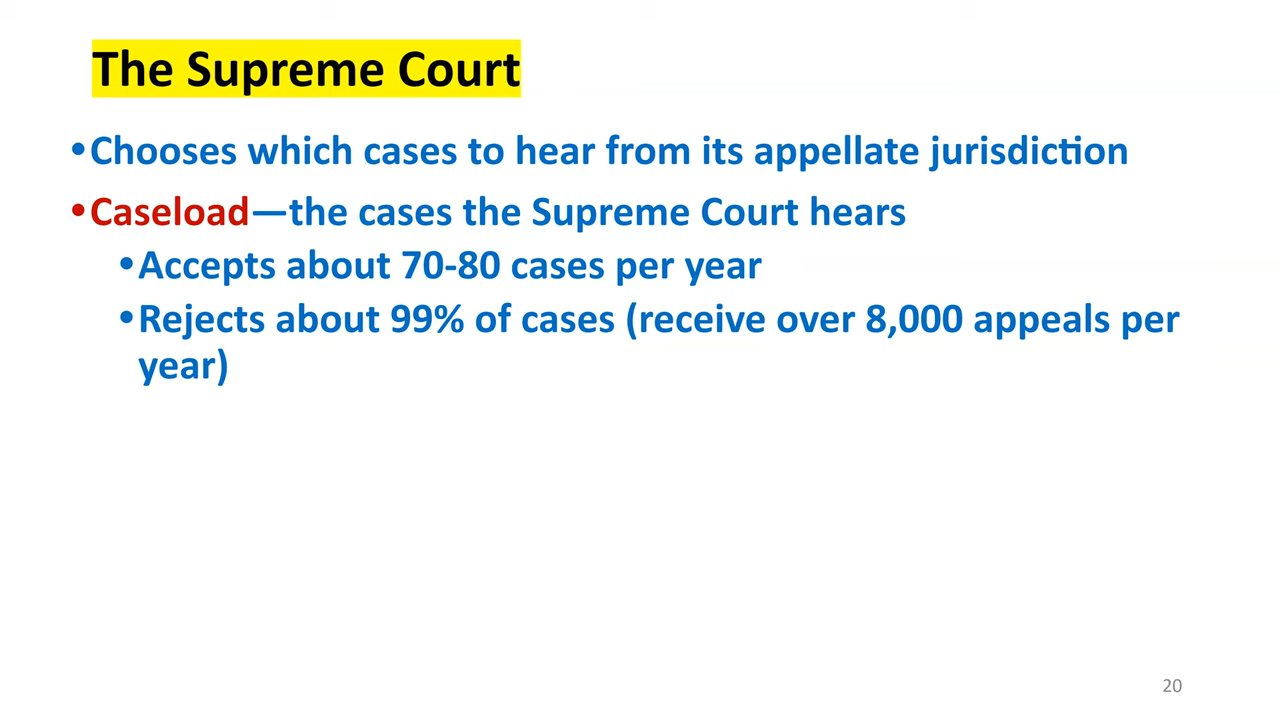 The Supreme Court
•Chooses which cases to hear from its appellate jurisdiction
•Caseload—the cases the Supreme Court hears
•Accepts about 70-80 cases per year
•Rejects about 99% of cases (receive over 8,000 appeals per
year)
20